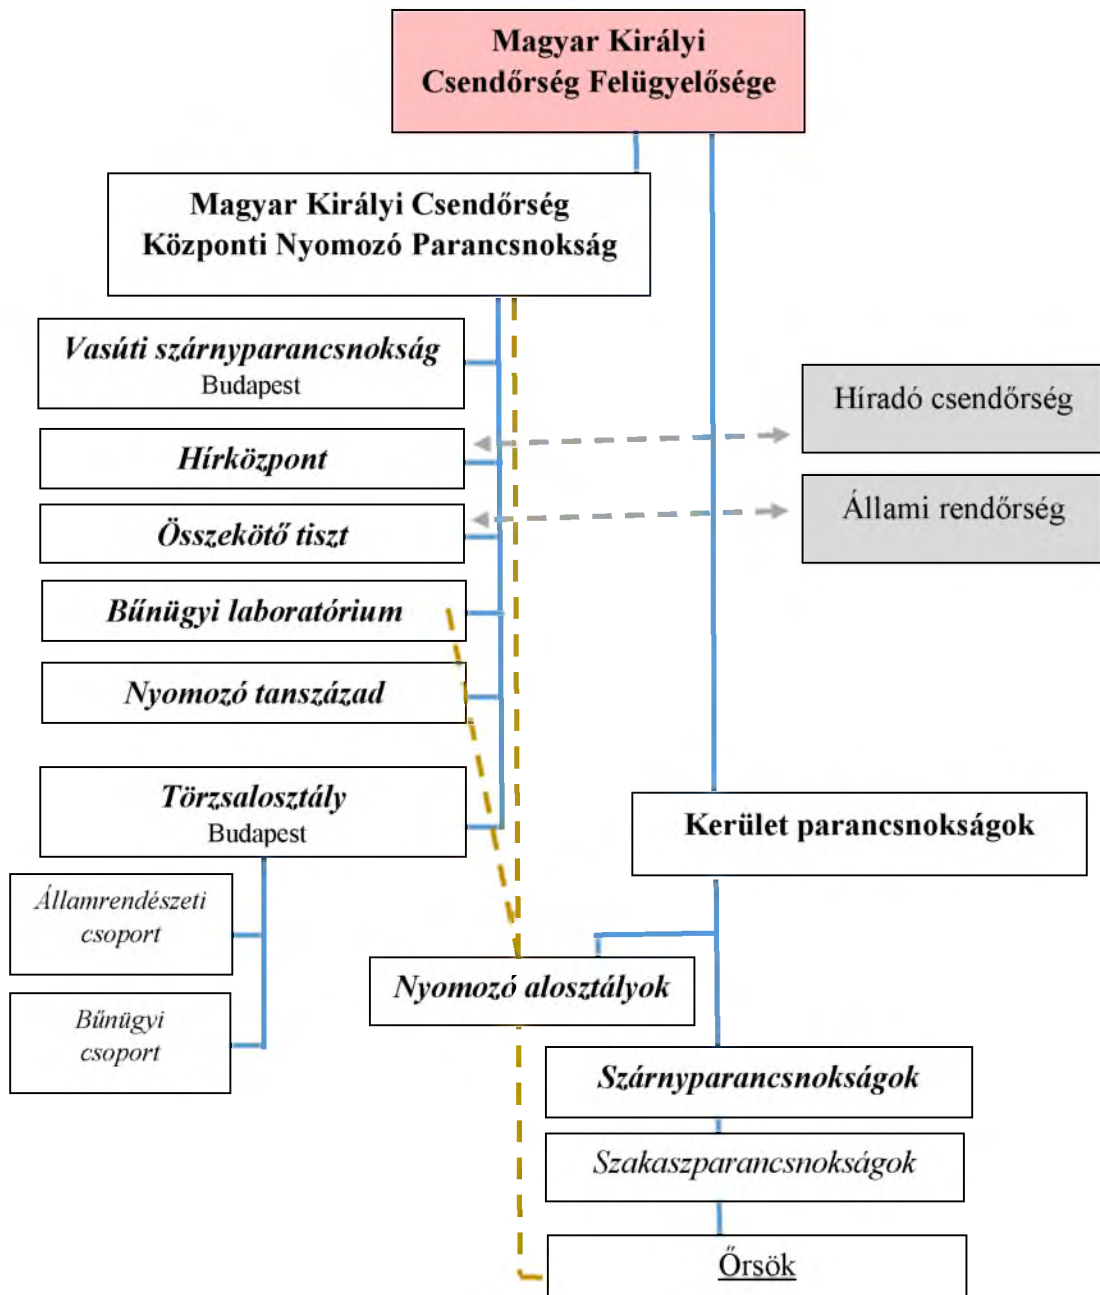 Magyar Királyi
Csendőrség Felügyelősége
Magyar Királyi Csendőrség
Központi Nyomozó Parancsnokság
Vasúti szárnyparancsnokság
Budapest
Híradó csendőrség
Hírközpont
Állami rendőrség
Összekötő tiszt
Bűnügyi laboratórium
Nyomozó tanszázad
Törzsalosztály
Budapest
Kerület parancsnokságok
Államrendészeti
csoport
Nyomozó alosztályok
Bűnügyi
csoport
Szárnyparancsnokságok
Szakaszparancsnokságok
Őrsök